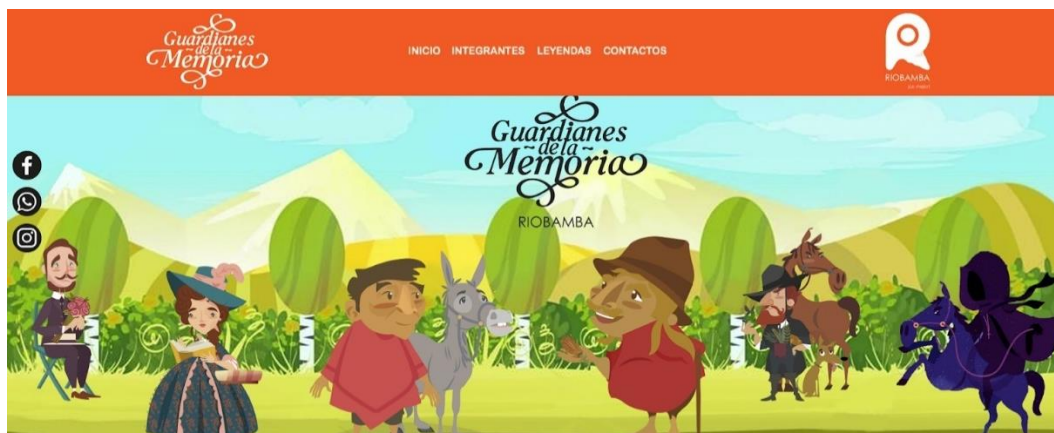 Guardianes
~ de la ~
Memoria
INICIO INTEGRANTES LEYENDAS CONTACTOS
RIOBAMBA
Guardianes
~ de la ~
Memoria
RIOBAMBA